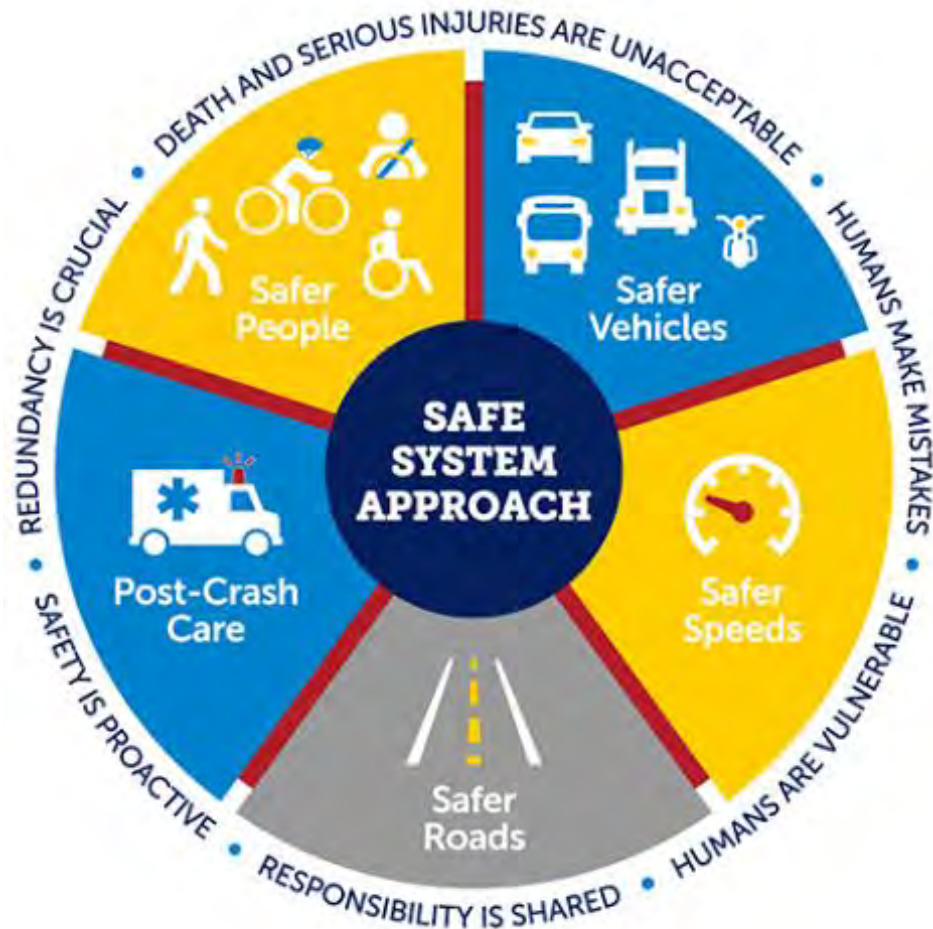 DEATH AND SERIOUS INJURIES ARE UNACCEPTABLE
HUMANS MAKE MISTAKES
HUMANS ARE VULNERABLE
RESPONSIBILITY IS SHARED
SAFETY IS PROACTIVE
REDUNDANCY IS CRUCIAL
Safer
People
Safer
Vehicles
SAFE
SYSTEM
APPROACH
Post-Crash
Care
Safer
Speeds
Safer
Roads